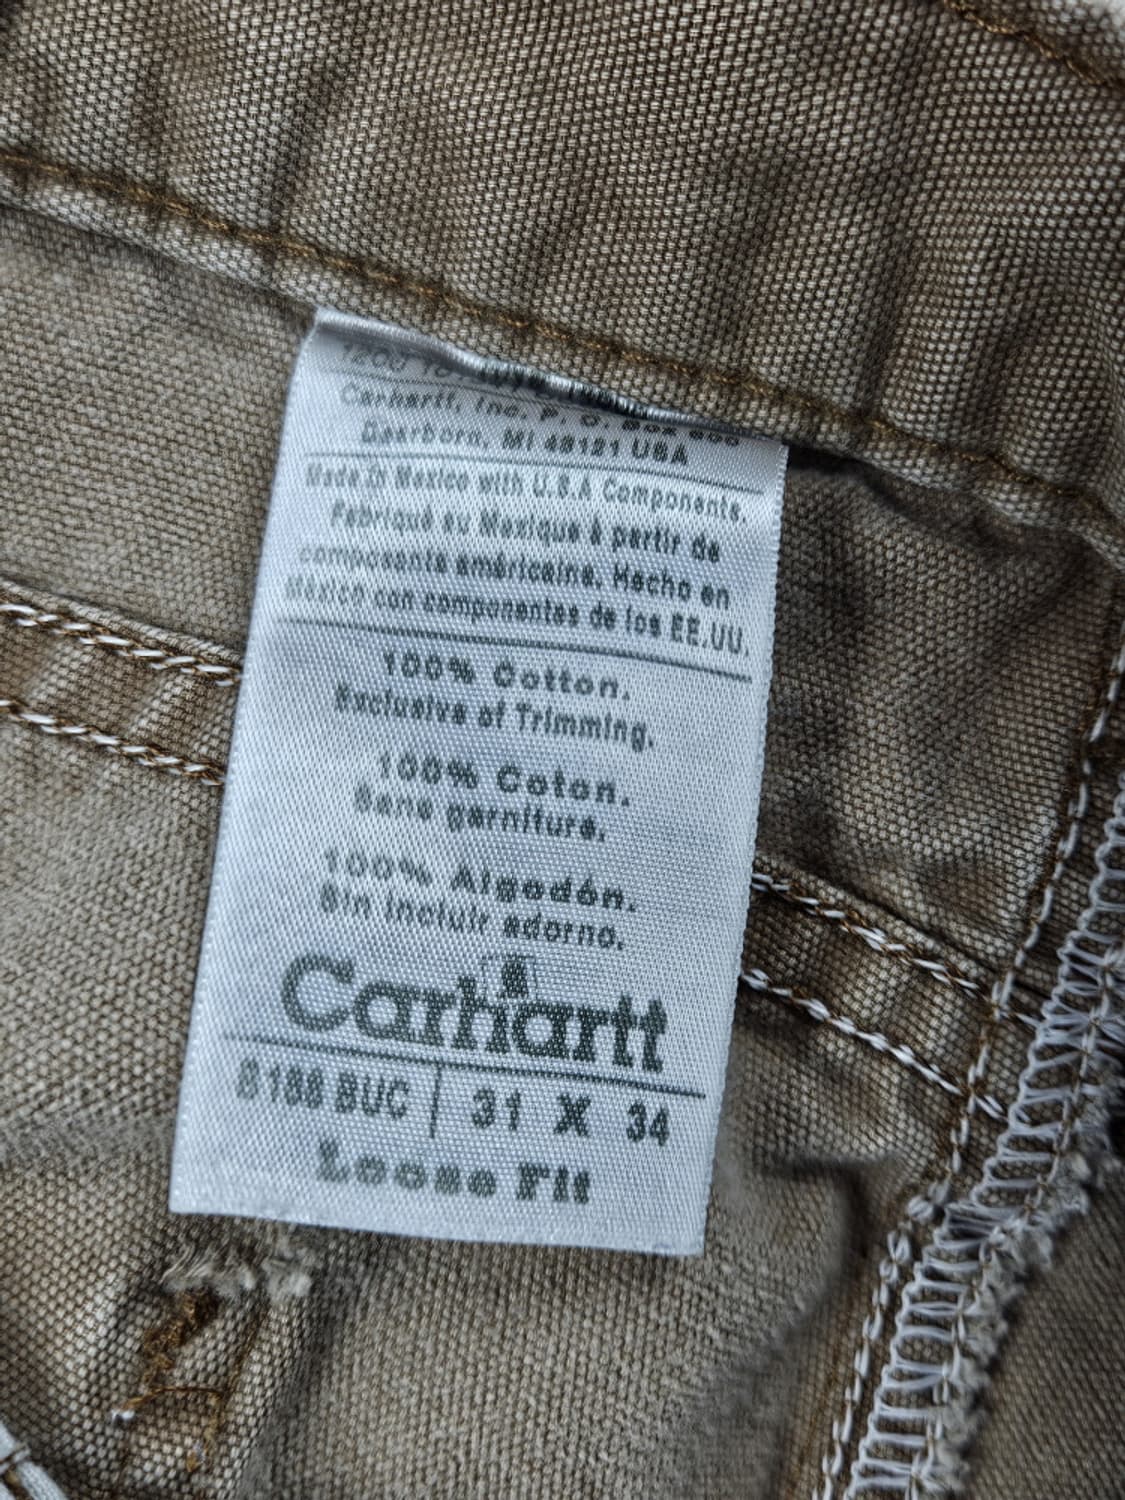 Carhartt, Inc. P. O. Box 600
Dearborn, MI 48121 USA
Made in Mexico with U.S.A Components.
Fabriqué au Mexique à partir de
composants américains. Hecho en
México con componentes de los EE.UU.
100% Cotton.
Exclusive of Trimming.
100% Coton.
Sans garniture.
100% Algodón.
Sin incluir adorno.
Carhartt
B188 BUC 31 X 34
Loose Fit